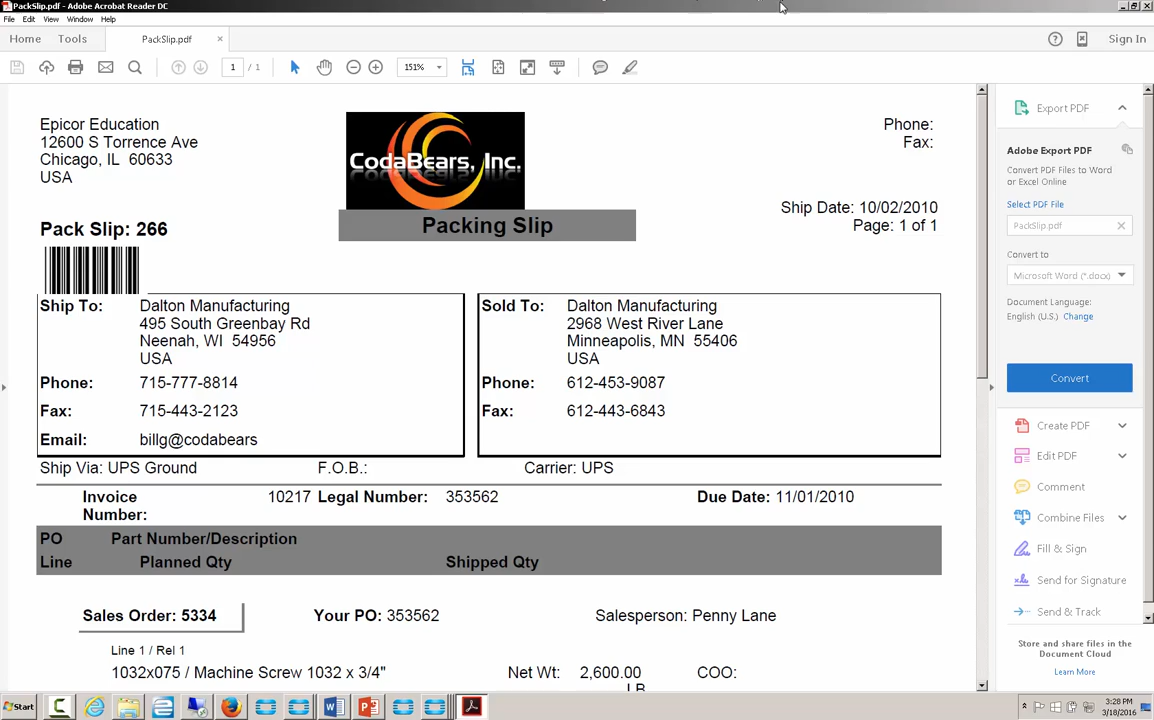 PackSlip.pdf - Adobe Acrobat Reader DC
File Edit View Window Help
Home Tools PackSlip.pdf × Sign In
1 / 1 151%
Epicor Education
12600 S Torrence Ave
Chicago, IL 60633
USA
CodaBears, Inc.
Phone:
Fax:
Packing Slip
Ship Date: 10/02/2010
Page: 1 of 1
Pack Slip: 266
Ship To: Dalton Manufacturing
495 South Greenbay Rd
Neenah, WI 54956
USA
Phone: 715-777-8814
Fax: 715-443-2123
Email: billg@codabears
Sold To: Dalton Manufacturing
2968 West River Lane
Minneapolis, MN 55406
USA
Phone: 612-453-9087
Fax: 612-443-6843
Ship Via: UPS Ground F.O.B.: Carrier: UPS
Invoice Number: 10217 Legal Number: 353562 Due Date: 11/01/2010
PO Part Number/Description
Line Planned Qty Shipped Qty
Sales Order: 5334 Your PO: 353562 Salesperson: Penny Lane
Line 1 / Rel 1
1032x075 / Machine Screw 1032 x 3/4" Net Wt: 2,600.00 COO:
LB
Export PDF
Adobe Export PDF
Convert PDF Files to Word
or Excel Online
Select PDF File
PackSlip.pdf
Convert to
Microsoft Word (*.docx)
Document Language:
English (U.S.) Change
Convert
Create PDF
Edit PDF
Comment
Combine Files
Fill & Sign
Send for Signature
Send & Track
Store and share files in the
Document Cloud
Learn More
Start
3:28 PM
3/18/2016